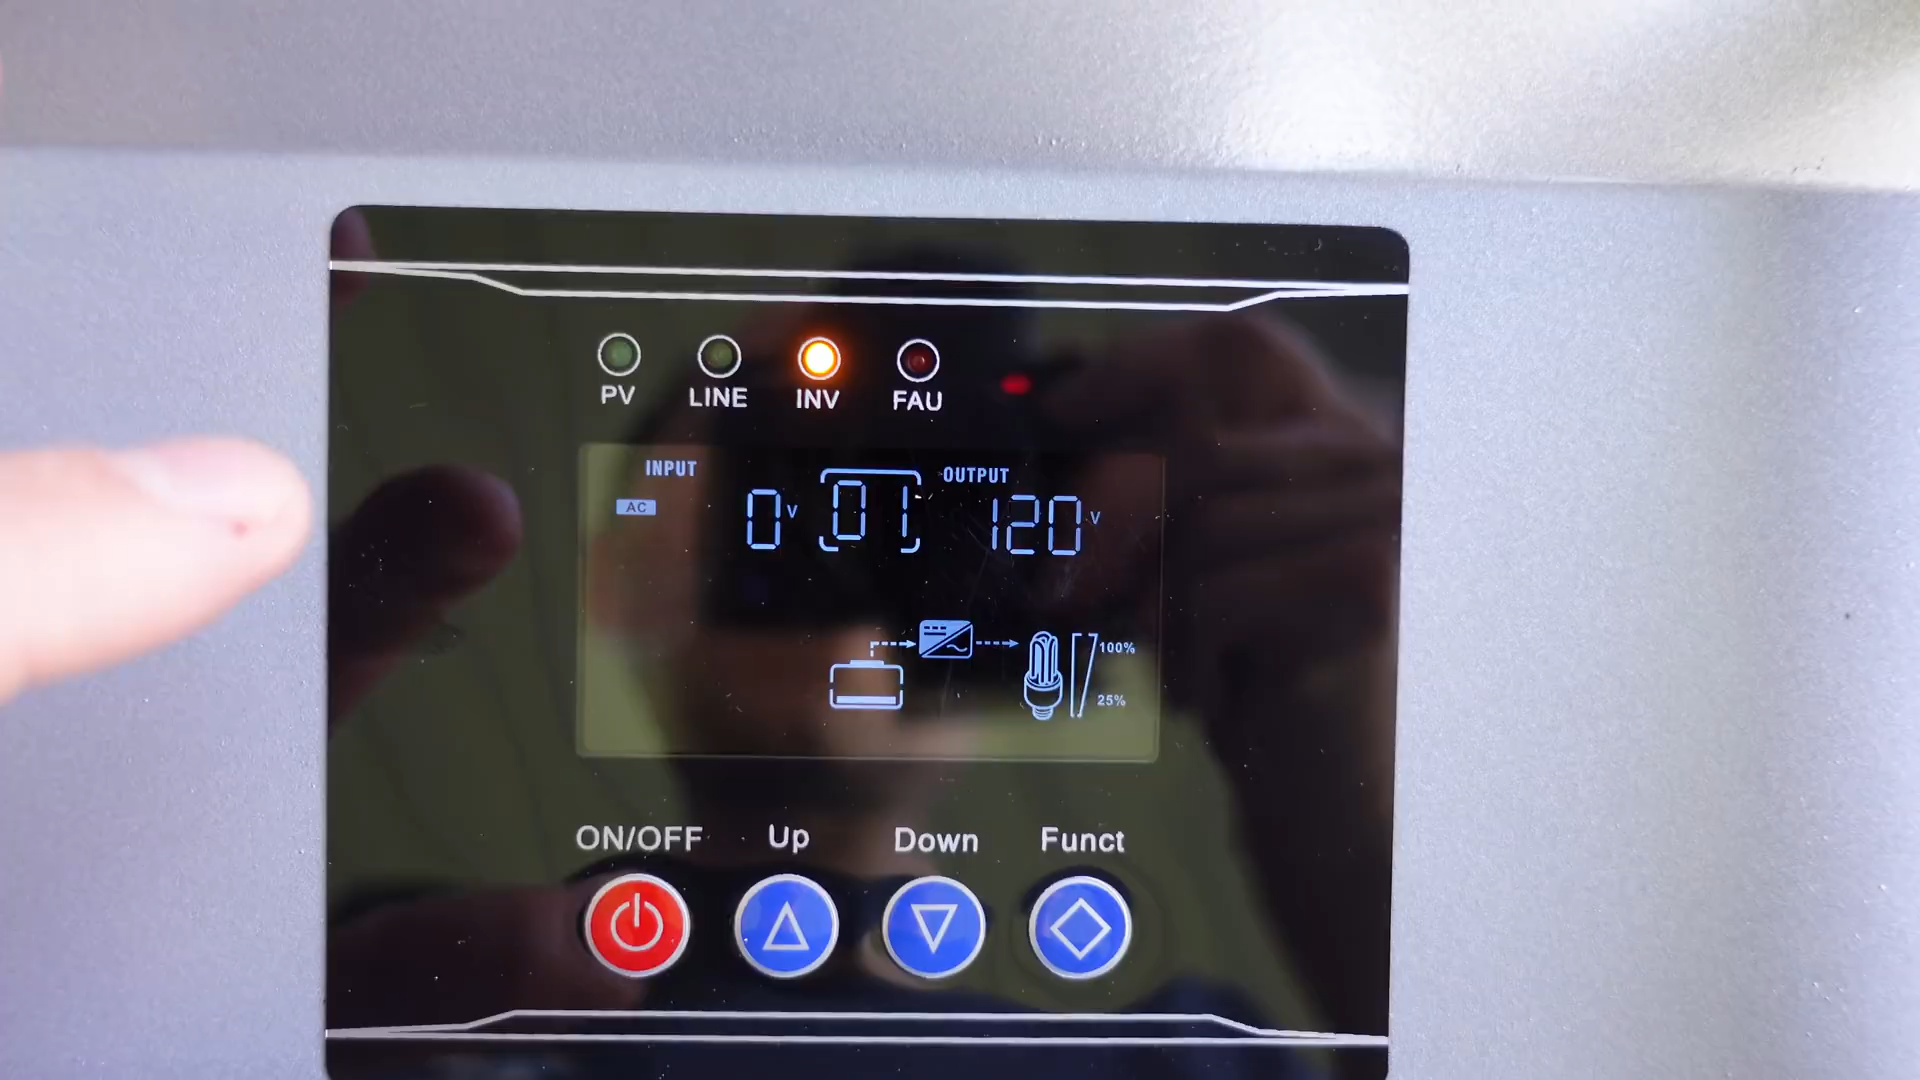 PV LINE INV FAU
INPUT OUTPUT
AC 0V 01 120V
100%
25%
ON/OFF Up Down Funct